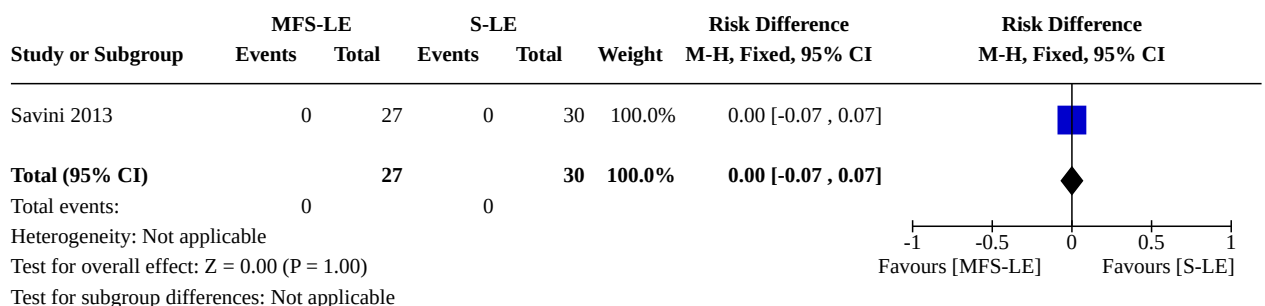 MFS-LE S-LE Risk Difference Risk Difference
Study or Subgroup Events Total Events Total Weight M-H, Fixed, 95% CI M-H, Fixed, 95% CI
Savini 2013 0 27 0 30 100.0% 0.00 [-0.07 , 0.07]
Total (95% CI) 27 30 100.0% 0.00 [-0.07 , 0.07]
Total events: 0 0
Heterogeneity: Not applicable
-1 -0.5 0 0.5 1
Test for overall effect: Z = 0.00 (P = 1.00) Favours [MFS-LE] Favours [S-LE]
Test for subgroup differences: Not applicable